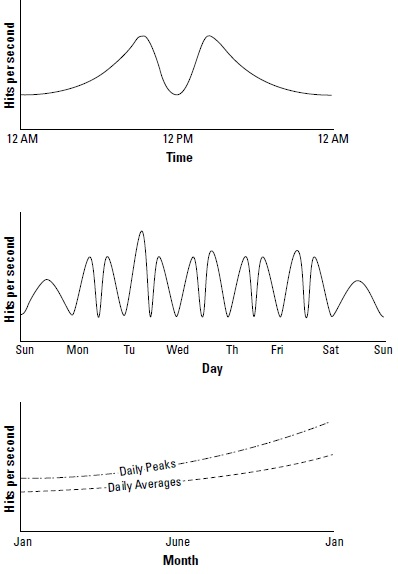 Hits per second
12 AM 12 PM 12 AM
Time
Hits per second
Sun Mon Tu Wed Th Fri Sat Sun
Day
Hits per second
Daily Peaks
Daily Averages
Jan June Jan
Month